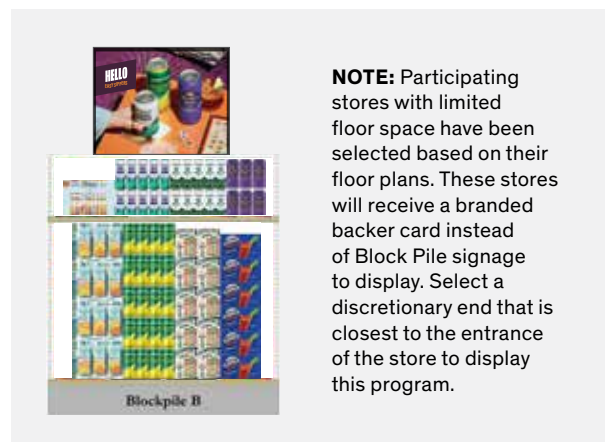 HELLO
NOTE: Participating
stores with limited
floor space have been
selected based on their
floor plans. These stores
will receive a branded
backer card instead
of Block Pile signage
to display. Select a
discretionary end that is
closest to the entrance
of the store to display
this program.
Blockpile B